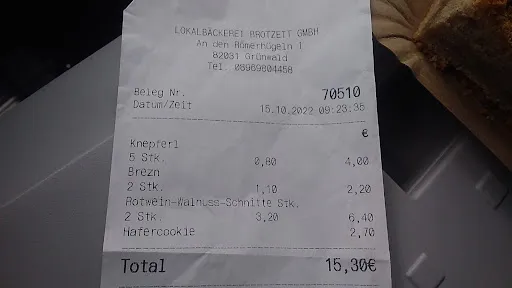 LOKALBÄCKEREI BROTZEIT GMBH
An den Römerhügeln 1
82031 Grünwald
Tel. 08969804458
Beleg Nr. 70510
Datum/Zeit 15.10.2022 09:23:35
€
Knepferl
5 Stk. 0,80 4,00
Brezn
2 Stk. 1,10 2,20
Rotwein-Walnuss-Schnitte Stk.
2 Stk. 3,20 6,40
Hafercookie 2,70
Total 15,30€